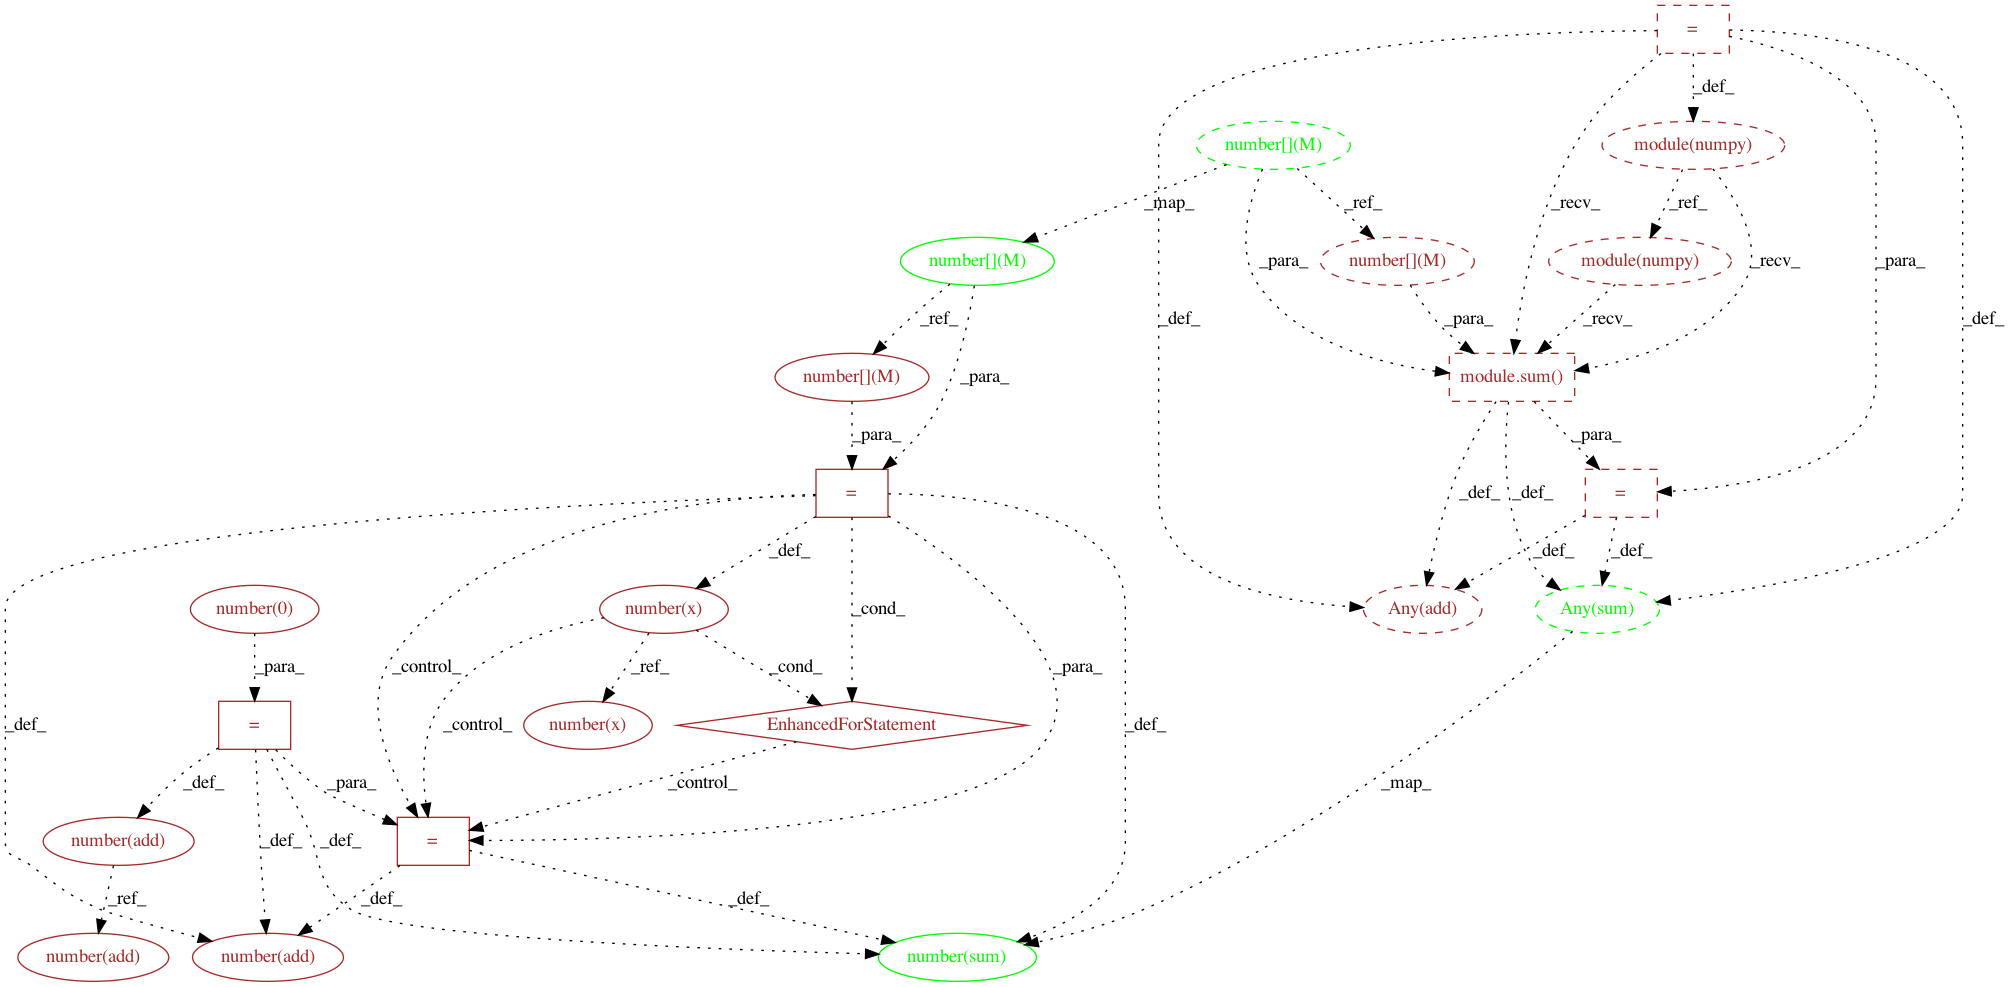 =
_def_
number[](M)
module(numpy)
_map_
_para_
_ref_
_recv_
_ref_
_recv_
_para_
number[](M)
number[](M)
module(numpy)
_ref_
_para_
_def_
_para_
_recv_
_def_
number[](M)
module.sum()
_para_
_para_
=
_def_
_def_
=
_def_
_cond_
_def_
_def_
number(0)
number(x)
Any(add)
Any(sum)
_para_
_control_
_control_
_ref_
_cond_
_para_
_def_
_def_
=
number(x)
EnhancedForStatement
_def_
_para_
_control_
_map_
number(add)
_def_
_def_
=
_ref_
_def_
_def_
number(add)
number(add)
number(sum)